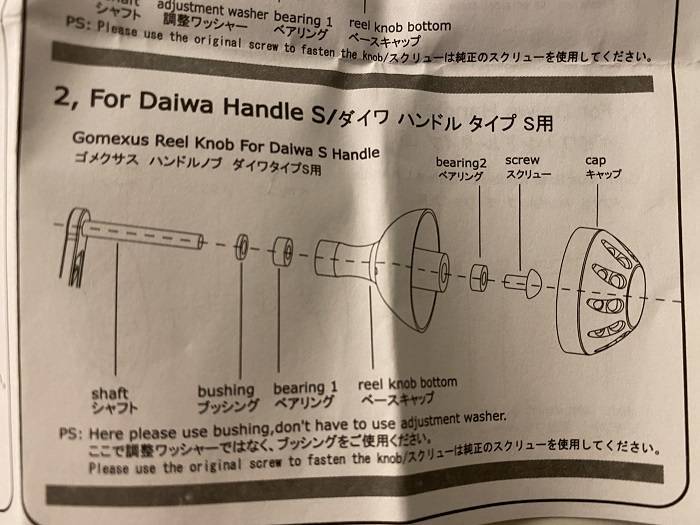 シャフト
adjustment washer bearing 1 reel knob bottom
調整ワッシャー ベアリング ベースキャップ
PS: Please use the original screw to fasten the knob/スクリューは純正のスクリューを使用してください。
2, For Daiwa Handle S/ダイワ ハンドル タイプ S用
Gomexus Reel Knob For Daiwa S Handle
ゴメクサス ハンドルノブ ダイワタイプS用
bearing2 screw cap
ベアリング スクリュー キャップ
shaft bushing bearing 1 reel knob bottom
シャフト ブッシング ベアリング ベースキャップ
PS: Here please use bushing,don't have to use adjustment washer.
ここで調整ワッシャーではなく、ブッシングをご使用ください。
Please use the original screw to fasten the knob/スクリューは純正のスクリューを使用してください。